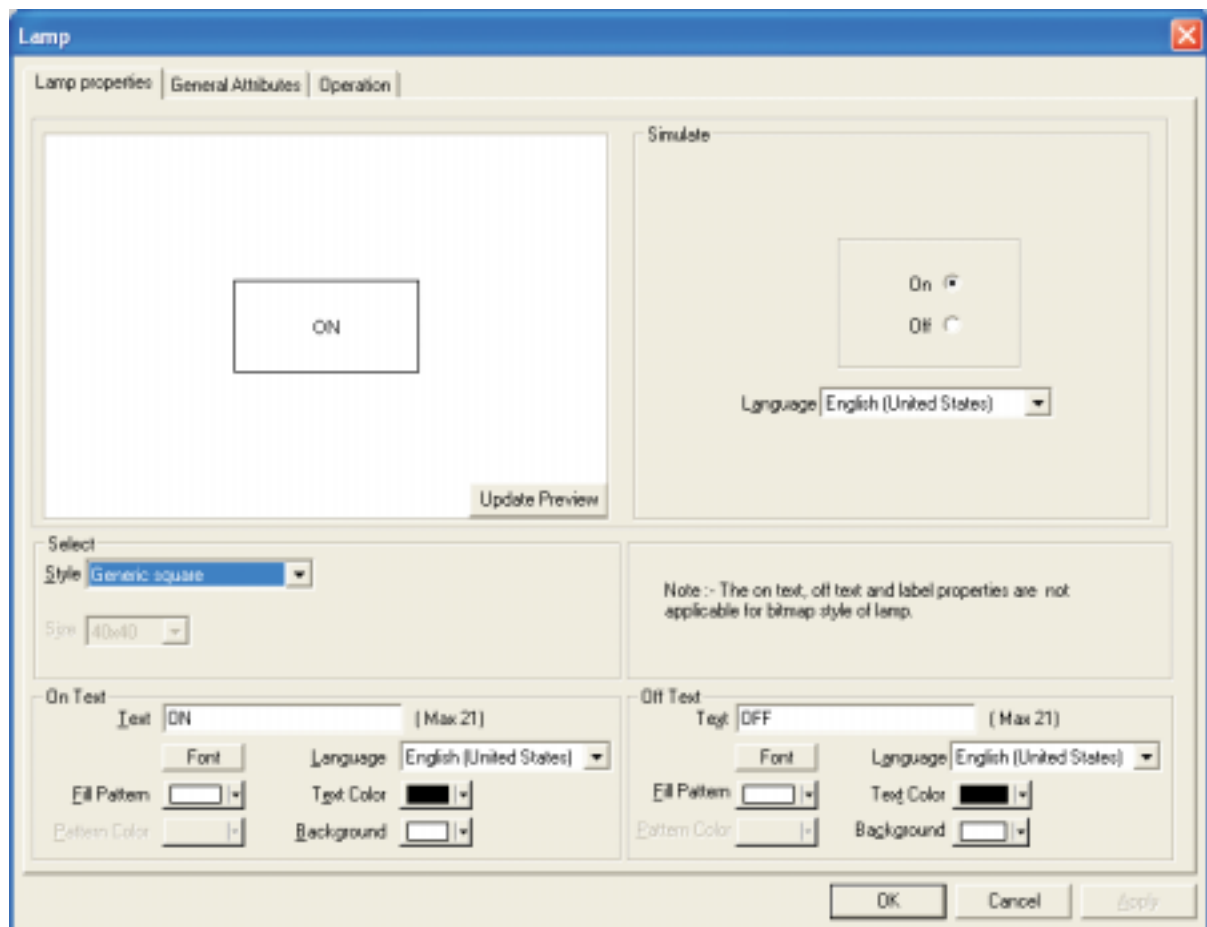 Lamp
Lamp properties General Attributes Operation
Simulate
On
ON
Off
Language English (United States)
Update Preview
Select
Style Generic square
Note :- The on text, off text and label properties are not
applicable for bitmap style of lamp.
Size 40x40
On Text
Text ON (Max 21)
Font Language English (United States)
Fill Pattern Text Color
Pattern Color Background
Off Text
Text OFF (Max 21)
Font Language English (United States)
Fill Pattern Text Color
Pattern Color Background
OK Cancel Apply